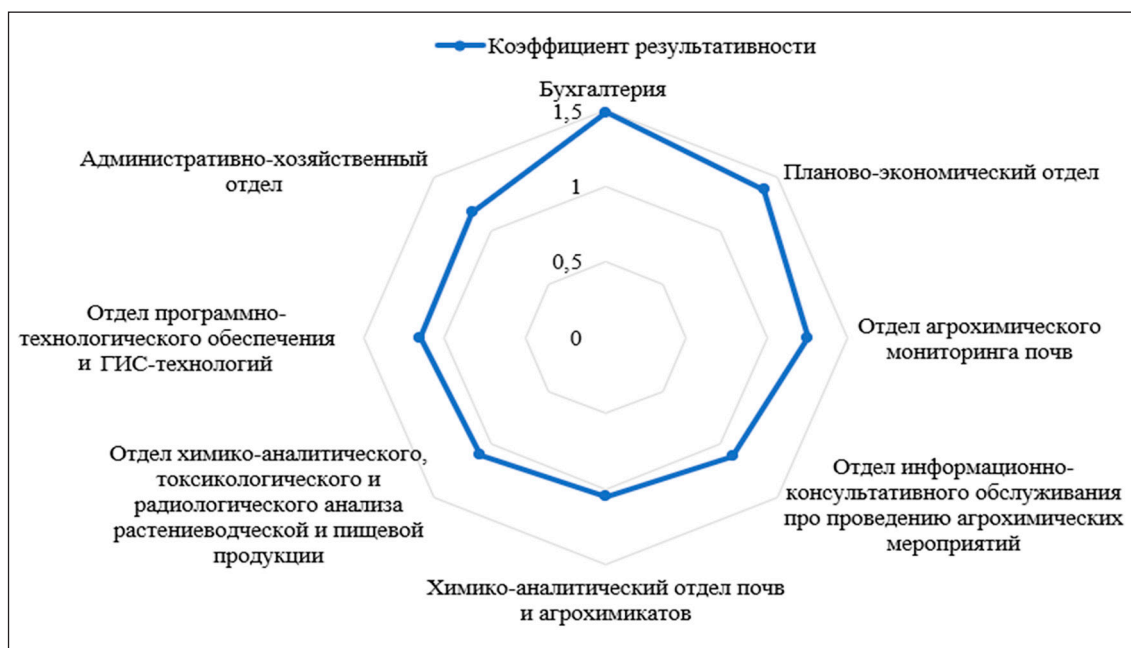 Коэффициент результативности
Бухгалтерия
1,5
1
0,5
0
Планово-экономический отдел
Отдел агрохимического
мониторинга почв
Отдел информационно-
консультативного обслуживания
про проведению агрохимических
мероприятий
Химико-аналитический отдел почв
и агрохимикатов
Отдел химико-аналитического,
токсикологического и
радиологического анализа
растениеводческой и пищевой
продукции
Отдел программно-
технологического обеспечения
и ГИС-технологий
Административно-хозяйственный
отдел